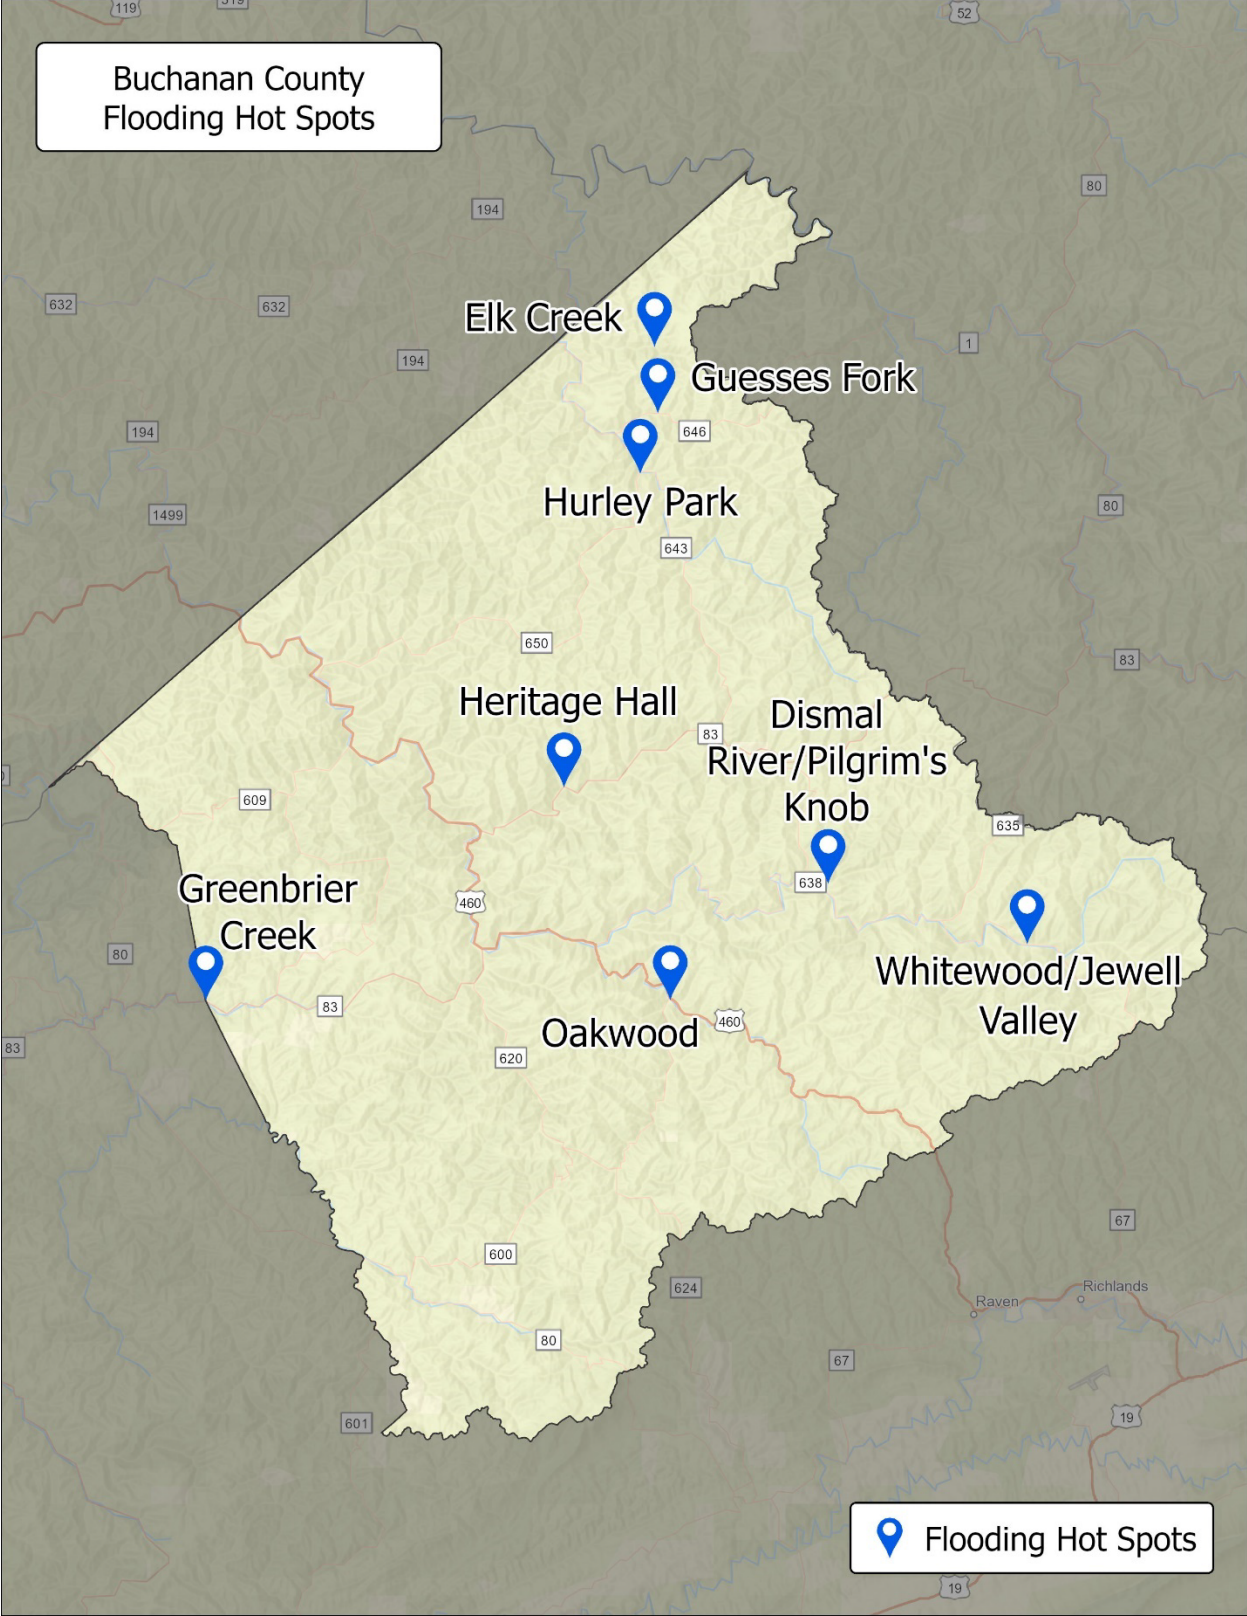 119
52
Buchanan County
Flooding Hot Spots
80
194
632
632
Elk Creek
1
194
Guesses Fork
194
646
Hurley Park
1499
80
643
650
83
Heritage Hall
Dismal
River/Pilgrim's
Knob
83
609
635
638
Greenbrier
Creek
460
80
Whitewood/Jewell
Valley
83
Oakwood
460
83
620
67
600
624
Raven
Richlands
80
67
601
19
Flooding Hot Spots
19